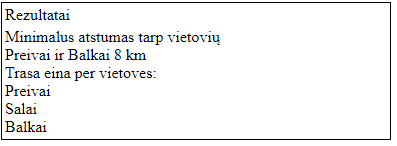 Rezultatai
Minimalus atstumas tarp vietovių
Preivai ir Balkai 8 km
Trasa eina per vietoves:
Preivai
Salai
Balkai